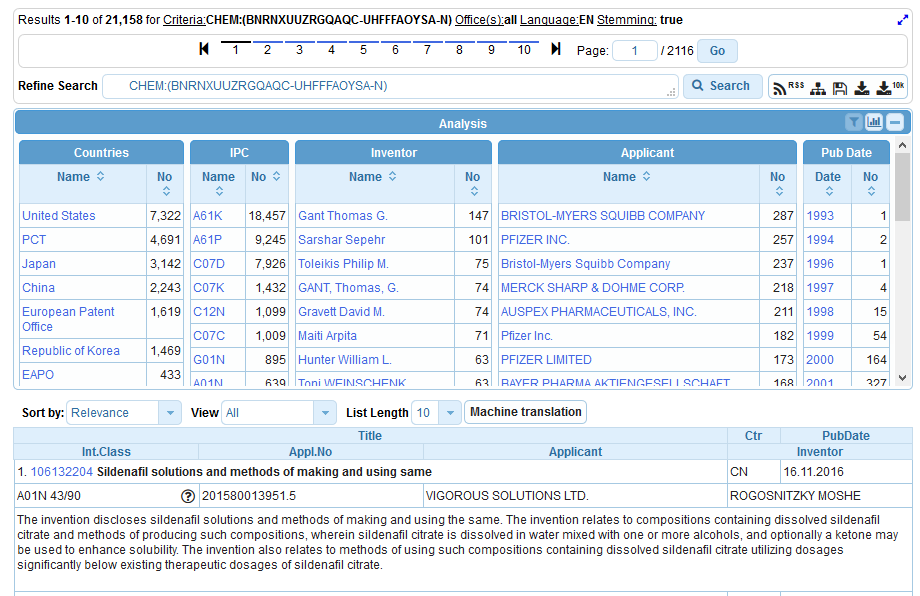 Results 1-10 of 21,158 for Criteria:CHEM:(BNRNXUUZRGQAQC-UHFFFAOYSA-N) Office(s):all Language:EN Stemming: true
1 2 3 4 5 6 7 8 9 10 Page: 1 / 2116 Go
Refine Search CHEM:(BNRNXUUZRGQAQC-UHFFFAOYSA-N) Search RSS 10k
Analysis
Countries IPC Inventor Applicant Pub Date
Name No Name No Name No Name No Date No
United States 7,322 A61K 18,457 Gant Thomas G. 147 BRISTOL-MYERS SQUIBB COMPANY 287 1993 1
PCT 4,691 A61P 9,245 Sarshar Sepehr 101 PFIZER INC. 257 1994 2
Japan 3,142 C07D 7,926 Toleikis Philip M. 75 Bristol-Myers Squibb Company 237 1996 1
China 2,243 C07K 1,432 GANT, Thomas, G. 74 MERCK SHARP & DOHME CORP. 218 1997 4
European Patent Office 1,619 C12N 1,099 Gravett David M. 74 AUSPEX PHARMACEUTICALS, INC. 211 1998 15
C07C 1,009 Maiti Arpita 71 Pfizer Inc. 182 1999 54
Republic of Korea 1,469 G01N 895 Hunter William L. 63 PFIZER LIMITED 173 2000 164
EAPO 433 A01N 639 Toni WEINSCHENK 63 BAYER PHARMA AKTIENGESELLSCHAFT 168 2001 327
Sort by: Relevance View All List Length 10 Machine translation
Title Ctr PubDate
Int.Class Appl.No Applicant Inventor
1. 106132204 Sildenafil solutions and methods of making and using same CN 16.11.2016
A01N 43/90 ? 201580013951.5 VIGOROUS SOLUTIONS LTD. ROGOSNITZKY MOSHE
The invention discloses sildenafil solutions and methods of making and using the same. The invention relates to compositions containing dissolved sildenafil
citrate and methods of producing such compositions, wherein sildenafil citrate is dissolved in water mixed with one or more alcohols, and optionally a ketone may
be used to enhance solubility. The invention also relates to methods of using such compositions containing dissolved sildenafil citrate utilizing dosages
significantly below existing therapeutic dosages of sildenafil citrate.